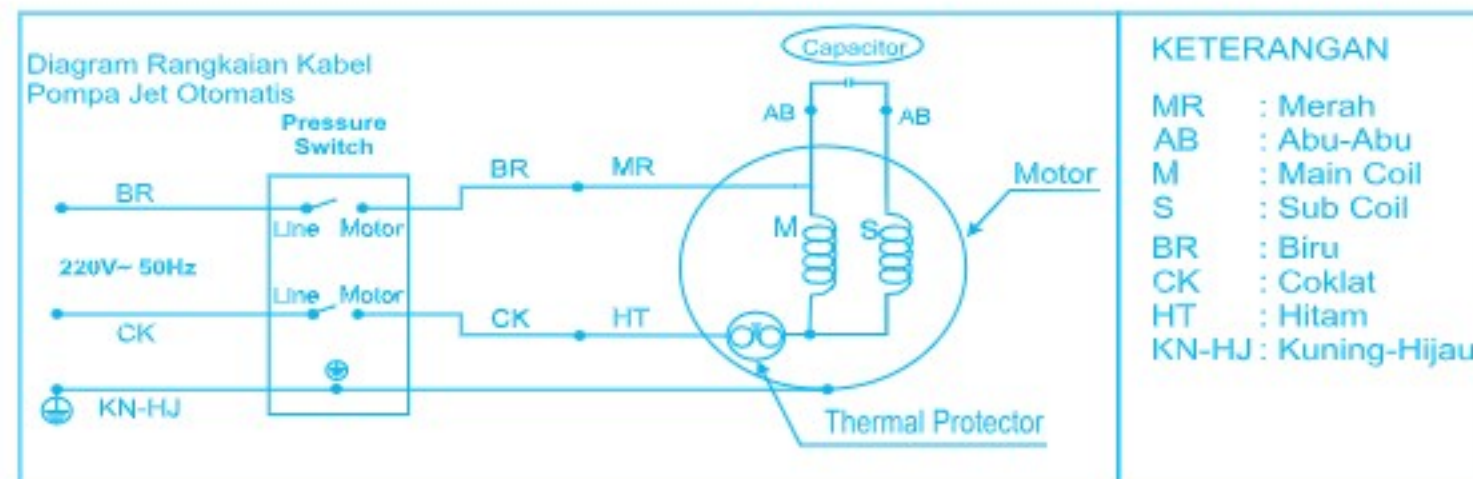 Diagram Rangkaian Kabel
Pompa Jet Otomatis
Pressure
Switch
Capacitor
AB
AB
BR
BR
MR
Motor
Line Motor
M
S
220V~ 50Hz
Line Motor
CK
CK
HT
KN-HJ
Thermal Protector
KETERANGAN
MR : Merah
AB : Abu-Abu
M : Main Coil
S : Sub Coil
BR : Biru
CK : Coklat
HT : Hitam
KN-HJ : Kuning-Hijau